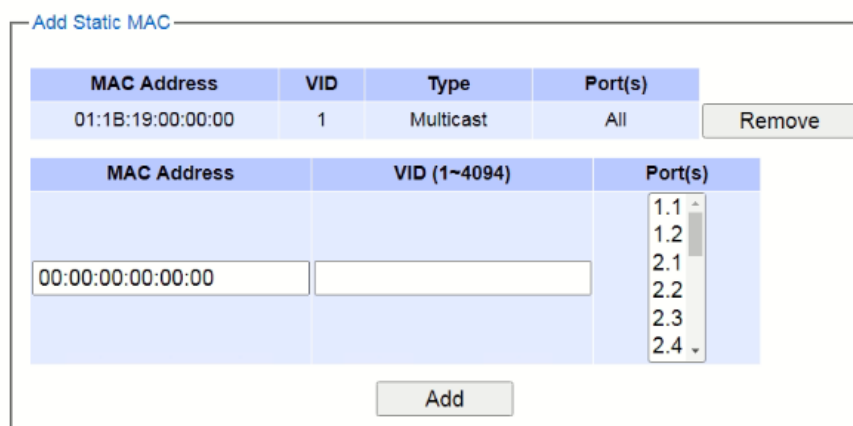 Add Static MAC
MAC Address VID Type Port(s)
01:1B:19:00:00:00 1 Multicast All Remove
MAC Address VID (1~4094) Port(s)
1.1
1.2
2.1
00:00:00:00:00:00
2.2
2.3
2.4
Add